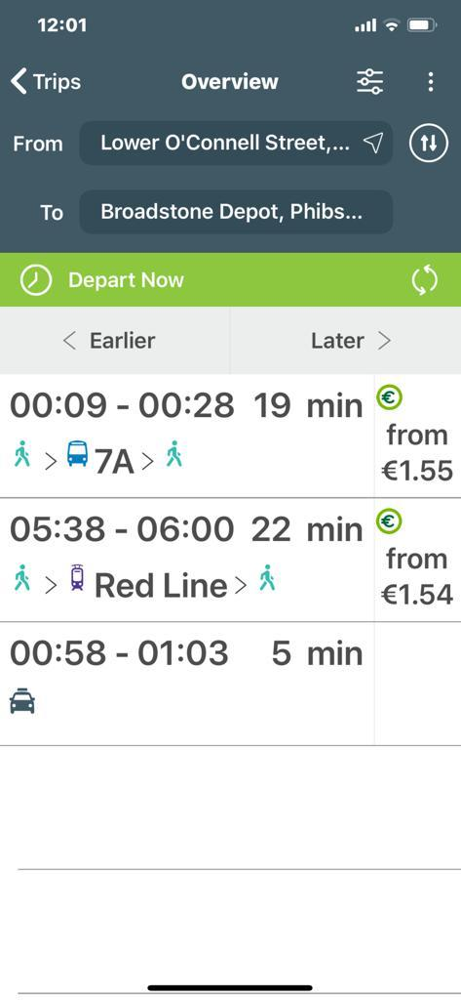 12:01
Trips Overview
From Lower O'Connell Street,...
To Broadstone Depot, Phibs...
Depart Now
Earlier Later
00:09 - 00:28 19 min €
from
> 7A > €1.55
05:38 - 06:00 22 min €
from
> Red Line > €1.54
00:58 - 01:03 5 min